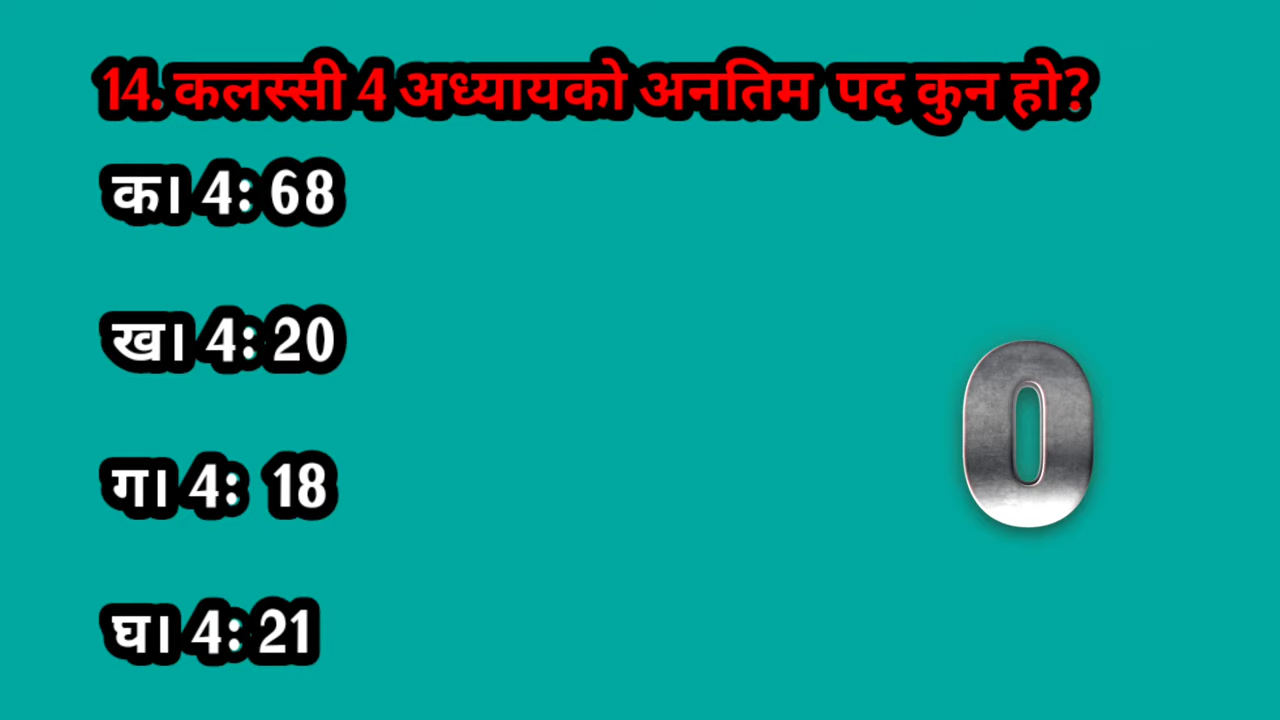 14. कलस्सी 4 अध्यायको अनतिम पद कुन हो?
क। 4: 68
ख। 4: 20
0
ग। 4: 18
घ। 4: 21